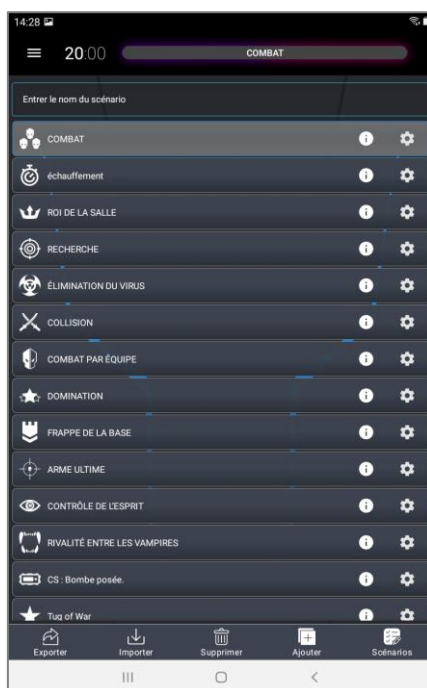 14:28
20:00 COMBAT
Entrer le nom du scénario
COMBAT
échauffement
ROI DE LA SALLE
RECHERCHE
ÉLIMINATION DU VIRUS
COLLISION
COMBAT PAR ÉQUIPE
DOMINATION
FRAPPE DE LA BASE
ARME ULTIME
CONTRÔLE DE L'ESPRIT
RIVALITÉ ENTRE LES VAMPIRES
CS : Bombe posée.
Tug of War
Exporter Importer Supprimer Ajouter Scénarios